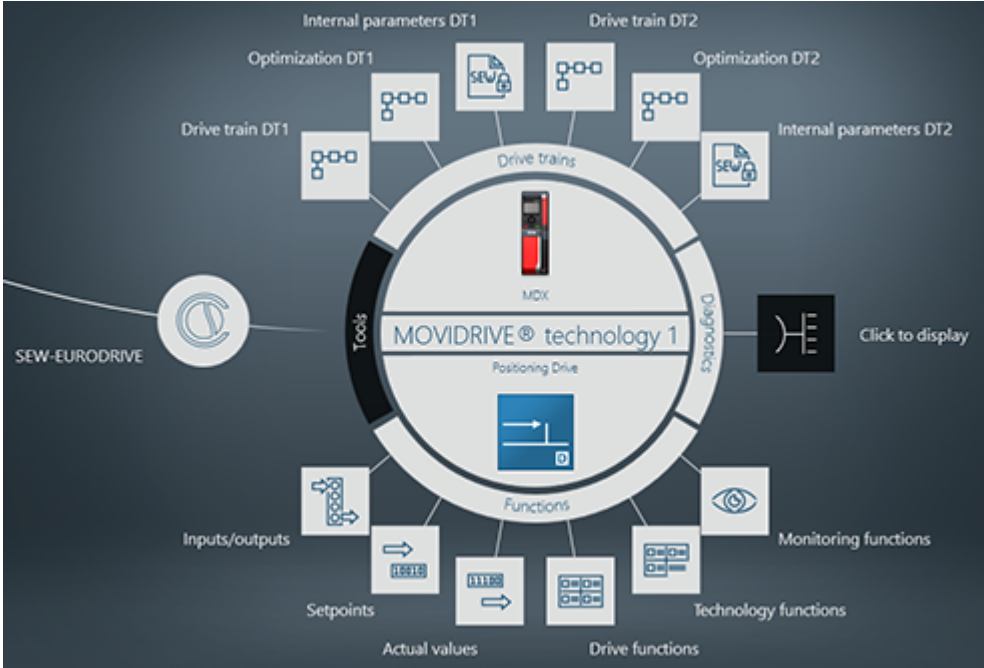 Internal parameters DT1
Drive train DT2
Optimization DT1
Optimization DT2
SEW
Drive train DT1
Internal parameters DT2
Drive trains
SEW
MDX
Tools
MOVIDRIVE® technology 1
Diagnostics
Click to display
SEW-EURODRIVE
Positioning Drive
Functions
Inputs/outputs
Monitoring functions
10010
11100
Setpoints
Technology functions
Actual values
Drive functions